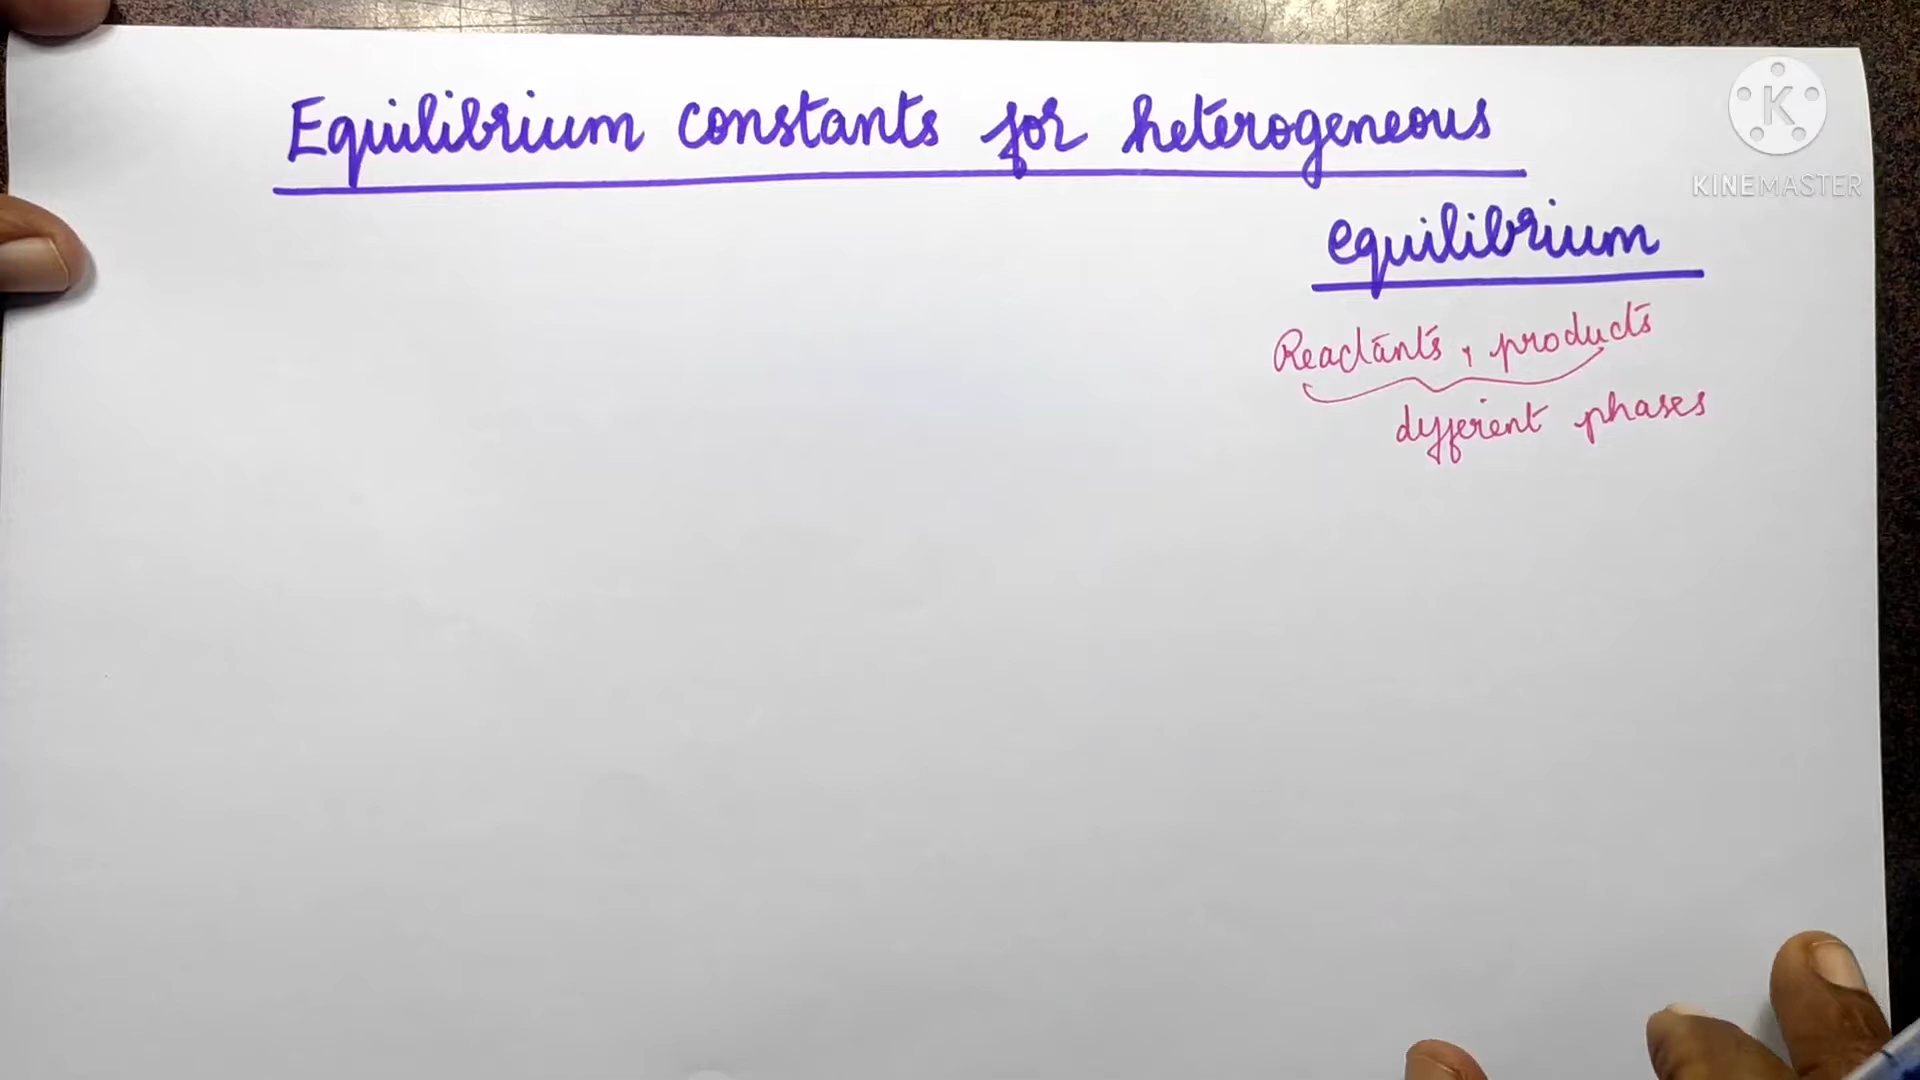 Equilibrium constants for heterogeneous
equilibrium
Reactants, products
different phases
K
KINEMASTER